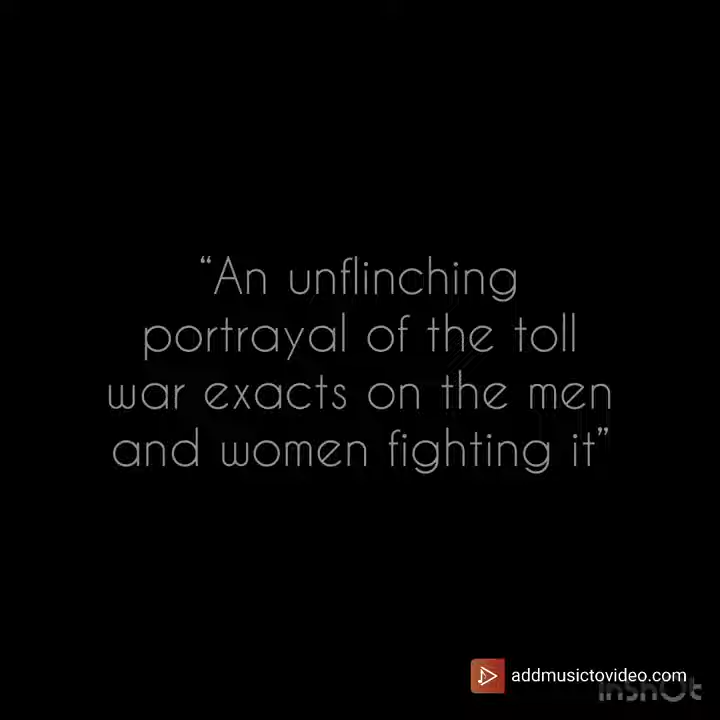 “An unflinching
portrayal of the toll
war exacts on the men
and women fighting it”
addmusictovideo.com
InShOt